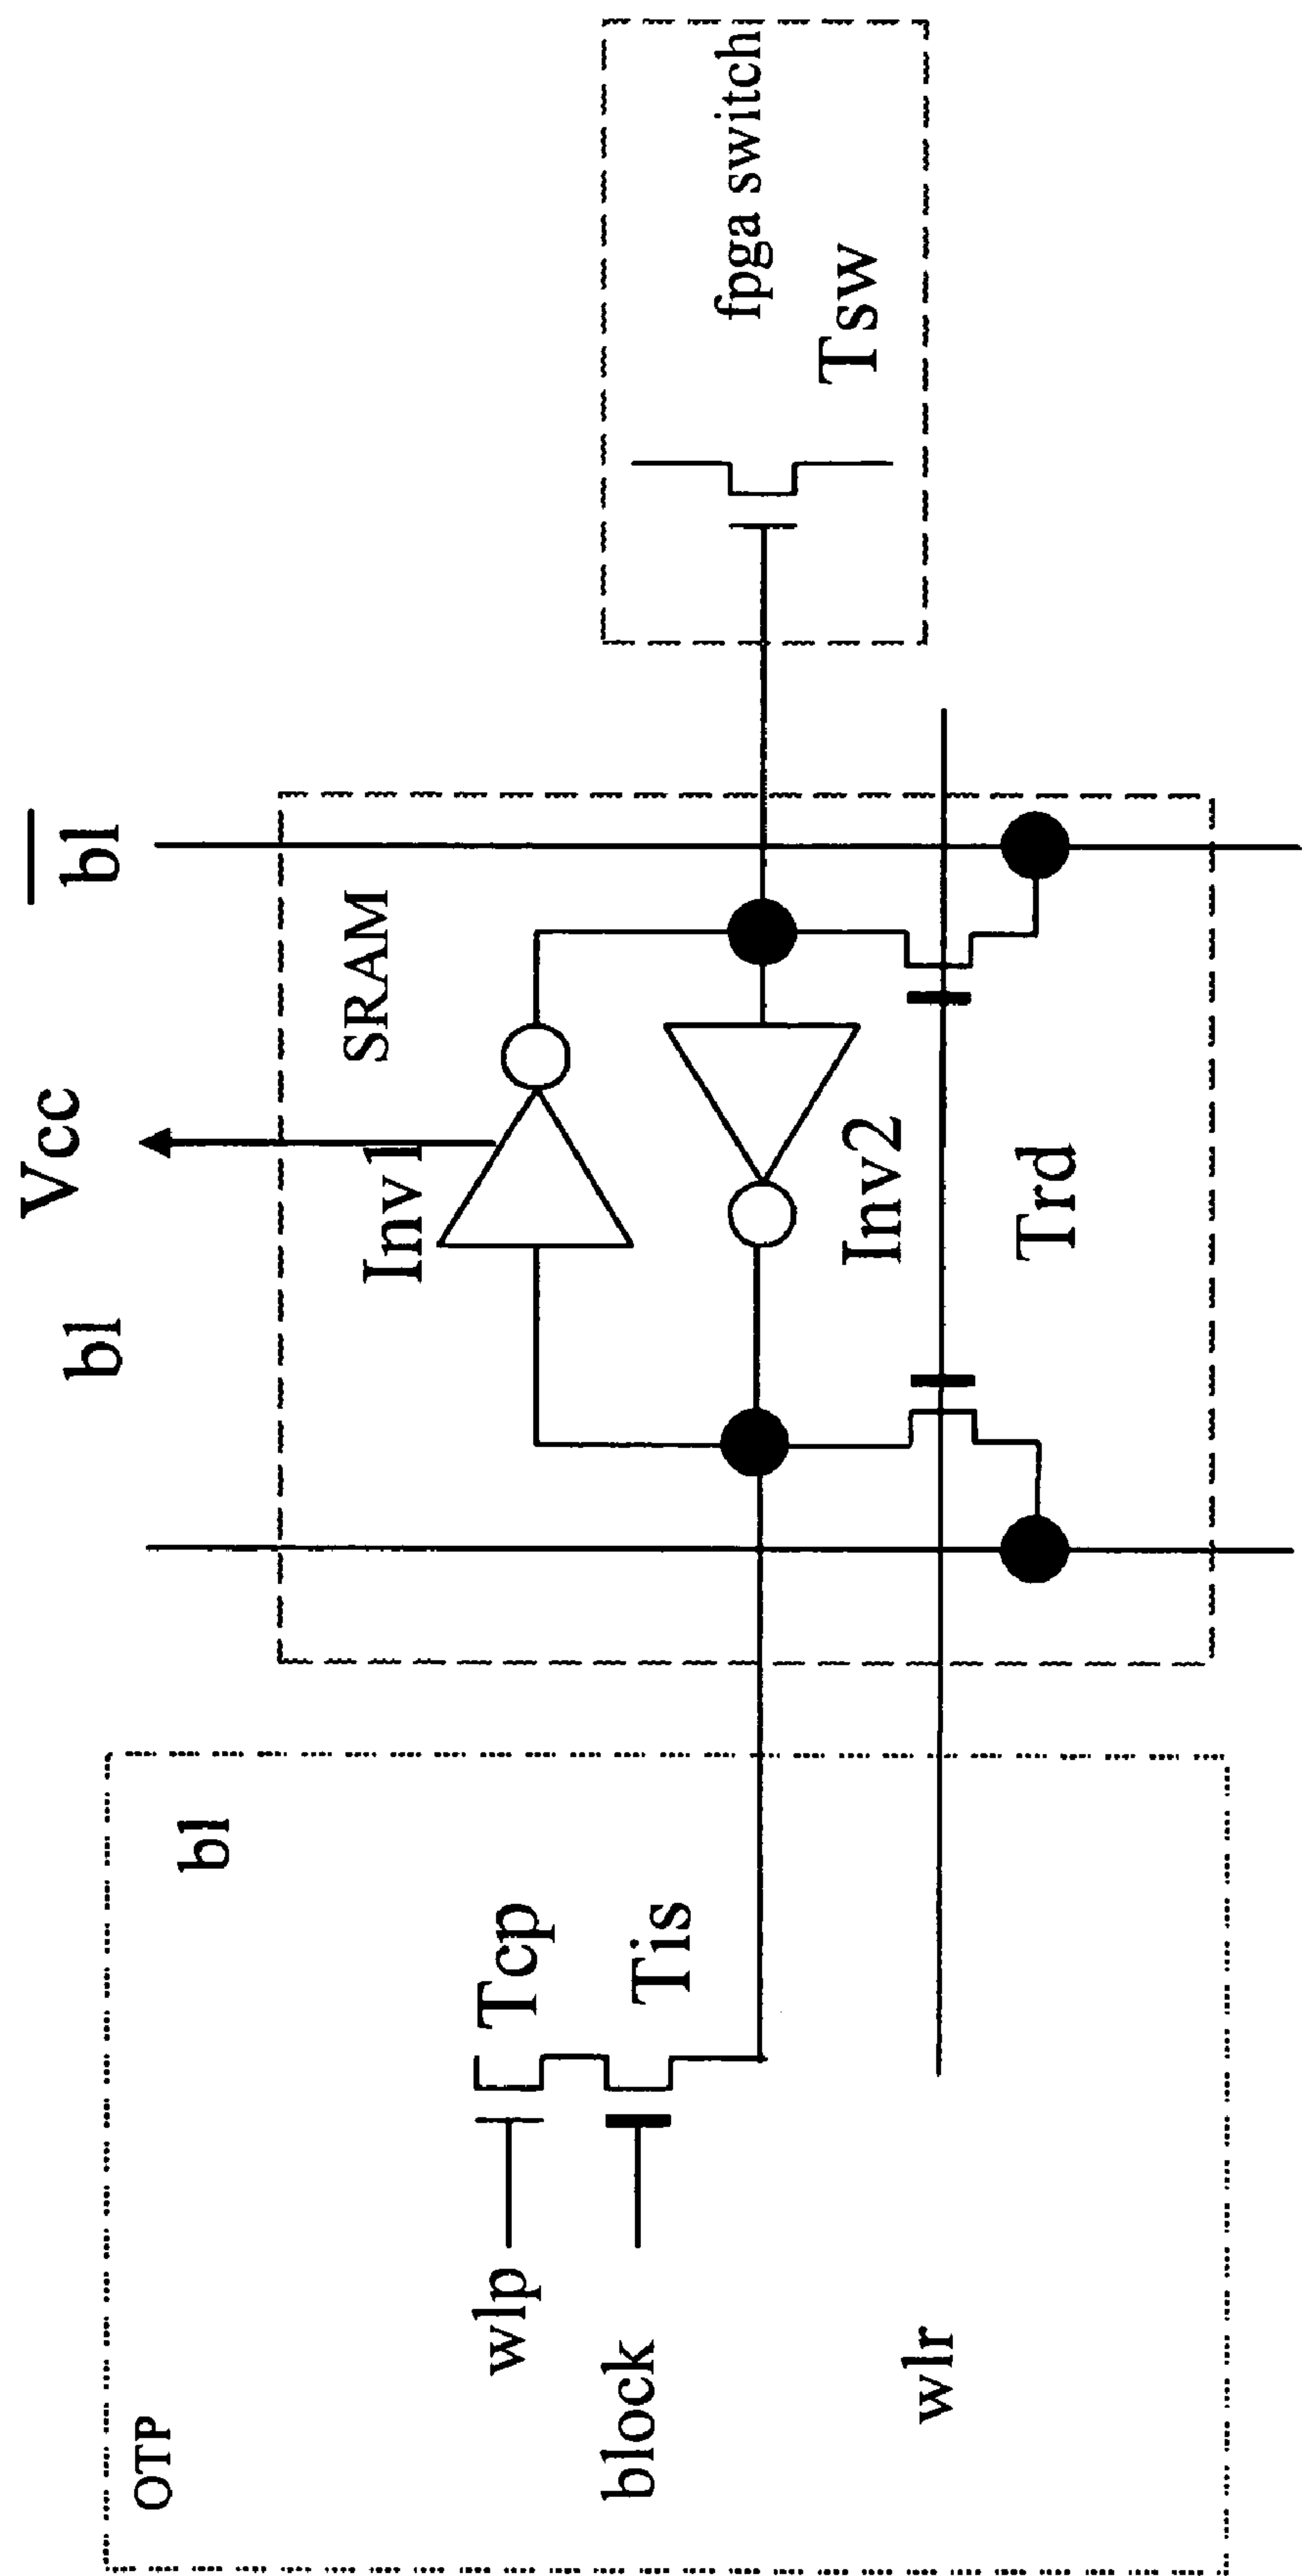 OTP
bl
wlp
Tcp
block
Tis
wlr
bl
Vcc
bl
SRAM
Inv1
Inv2
Trd
fpga switch
Tsw